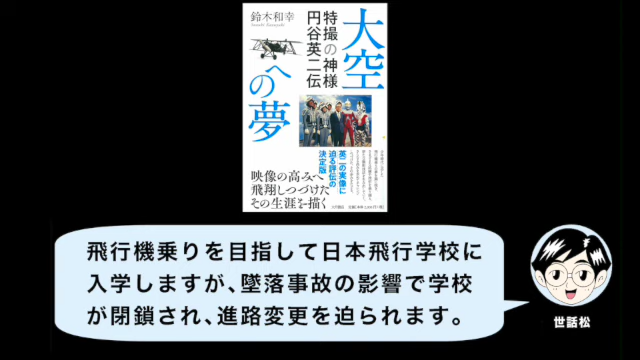 鈴木和幸
大空への夢
特撮の神様
円谷英二伝
英二の実像に
迫る評伝の
決定版
映像の高みへ
飛翔しつづけた
その生涯を描く
飛行機乗りを目指して日本飛行学校に
入学しますが、墜落事故の影響で学校
が閉鎖され、進路変更を迫られます。
世話松